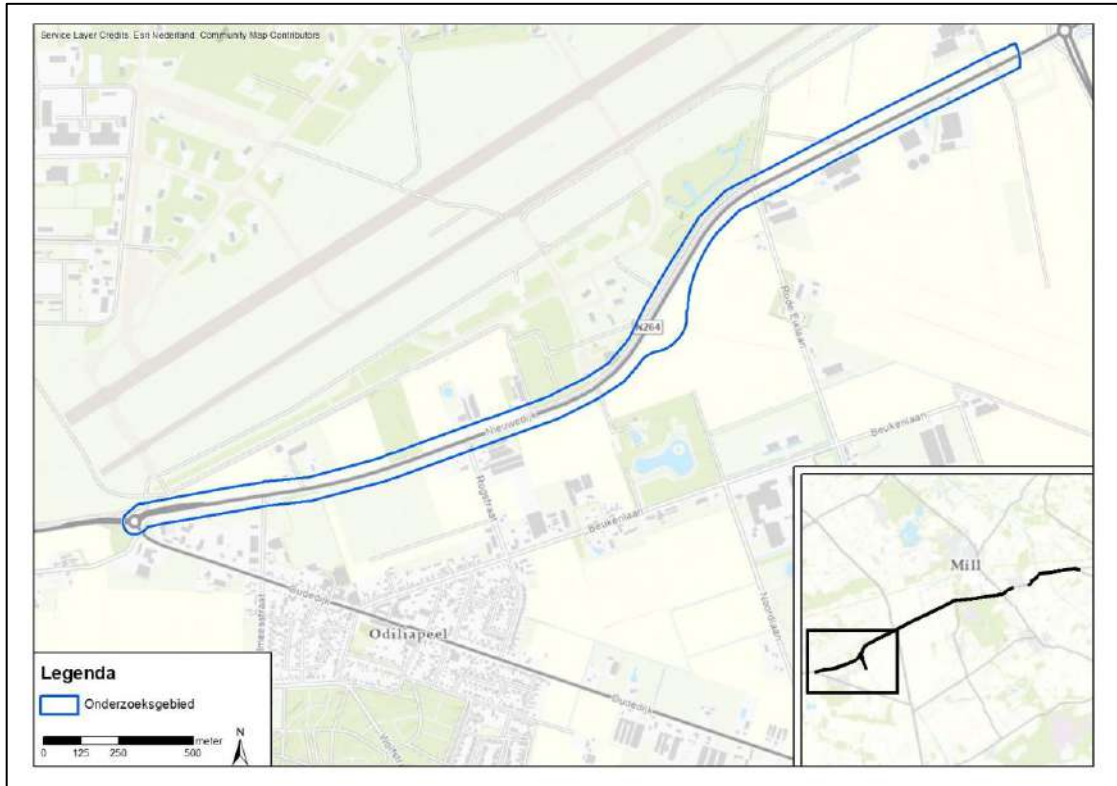 Service Layer Credits: Esri Nederland, Community Map Contributors
N264
Rode Eiklaan
Nieuwedijk
Beukenlaan
Rogstraat
Beukenlaan
Noordlaan
Oudedijk
Odiliapeel
Oudedijk
Mill
Legenda
Onderzoeksgebied
meter
0 125 250 500
N